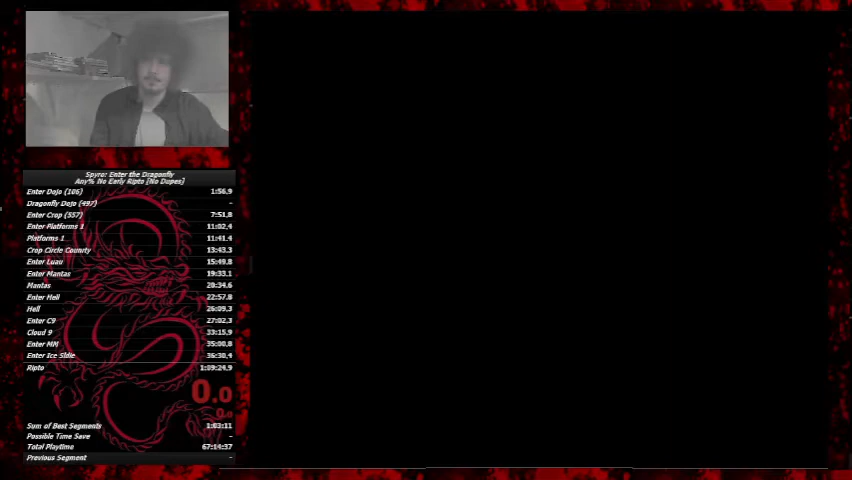 Spyro: Enter the Dragonfly
Any% No Early Ripto [No Dupes]
Enter Dojo (106) 1:56.9
Dragonfly Dojo (497) -
Enter Crop (557) 7:51.8
Enter Platforms 1 11:02.4
Platforms 1 11:41.4
Crop Circle Counrty 13:43.3
Enter Luau 15:49.8
Enter Mantas 19:33.1
Mantas 20:34.6
Enter Hell 22:57.8
Hell 26:09.3
Enter C9 27:02.3
Cloud 9 33:15.9
Enter MM 35:00.8
Enter Ice Sldie 36:30.4
Ripto 1:09:24.9
0.0
0.0
Sum of Best Segments 1:03:11
Possible Time Save -
Total Playtime 67:14:37
Previous Segment -